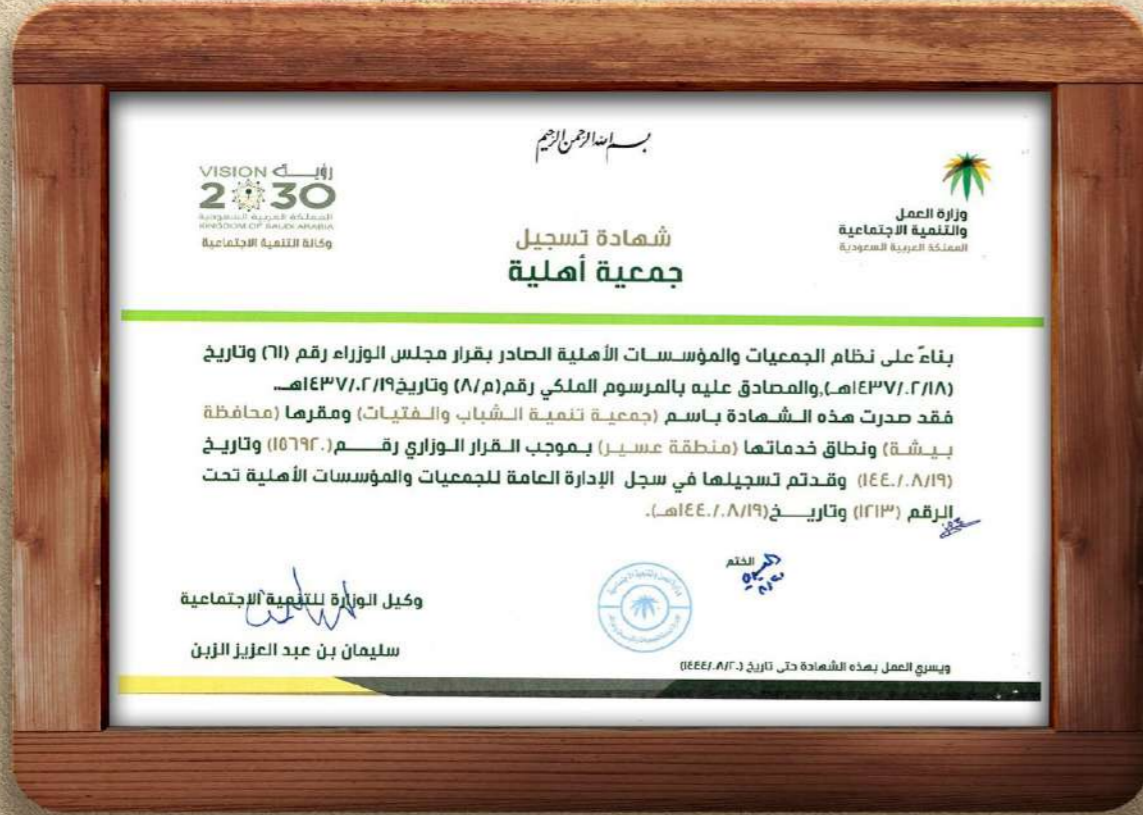 بسم الله الرحمن الرحيم
VISION رؤيـــة
2030
المملكة العربية السعودية
KINGDOM OF SAUDI ARABIA
وكالة التنمية الاجتماعية
وزارة العمل
والتنمية الاجتماعية
المملكة العربية السعودية
شهادة تسجيل
جمعية أهلية
بناءً على نظام الجمعيات والمؤسسات الأهلية الصادر بقرار مجلس الوزراء رقم (٦١) وتاريخ
(١٤٣٧/٠٢/١٨هـ),والمصادق عليه بالمرسوم الملكي رقم(م/٨) وتاريخ١٤٣٧/٠٢/١٩هـ.
فقد صدرت هذه الشهادة باسم (جمعية تنمية الشباب والفتيات) ومقرها (محافظة
بيشة) ونطاق خدماتها (منطقة عسير) بموجب القرار الوزاري رقم(١٥٦٩٢٠) وتاريخ
(١٤٤٠/٠٨/١٩) وقدتم تسجيلها في سجل الإدارة العامة للجمعيات والمؤسسات الأهلية تحت
الرقم (١٢١٣) وتاريخ(١٤٤٠/٠٨/١٩هـ).
الختم
وكيل الوزارة للتنمية الاجتماعية
سليمان بن عبد العزيز الزبن
ويسري العمل بهذه الشهادة حتى تاريخ (١٤٤٤/٠٨/٢٠)